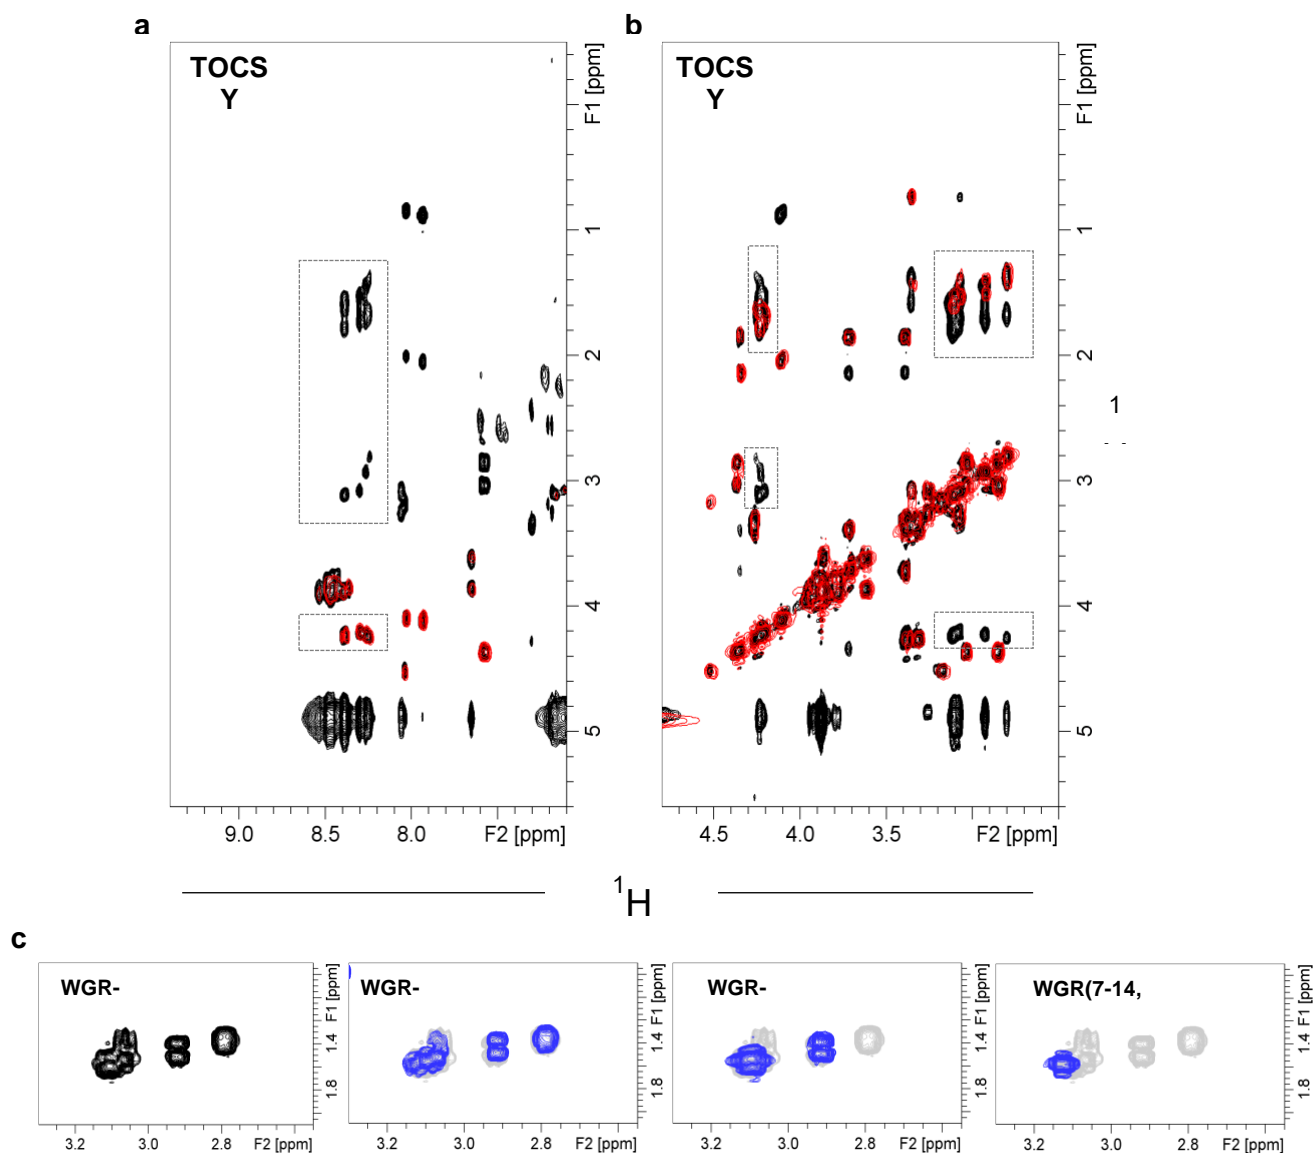 a
b
TOCS
Y
TOCS
Y
F1 [ppm]
1
2
3
4
5
F1 [ppm]
1
2
3
4
5
1
- -
9.0 8.5 8.0 F2 [ppm]
4.5 4.0 3.5 F2 [ppm]
1H
c
WGR-
WGR-
WGR-
WGR(7-14,
F1 [ppm]
1.4
1.8
F1 [ppm]
1.4
1.8
F1 [ppm]
1.4
1.8
F1 [ppm]
1.4
1.8
3.2 3.0 2.8 F2 [ppm]
3.2 3.0 2.8 F2 [ppm]
3.2 3.0 2.8 F2 [ppm]
3.2 3.0 2.8 F2 [ppm]